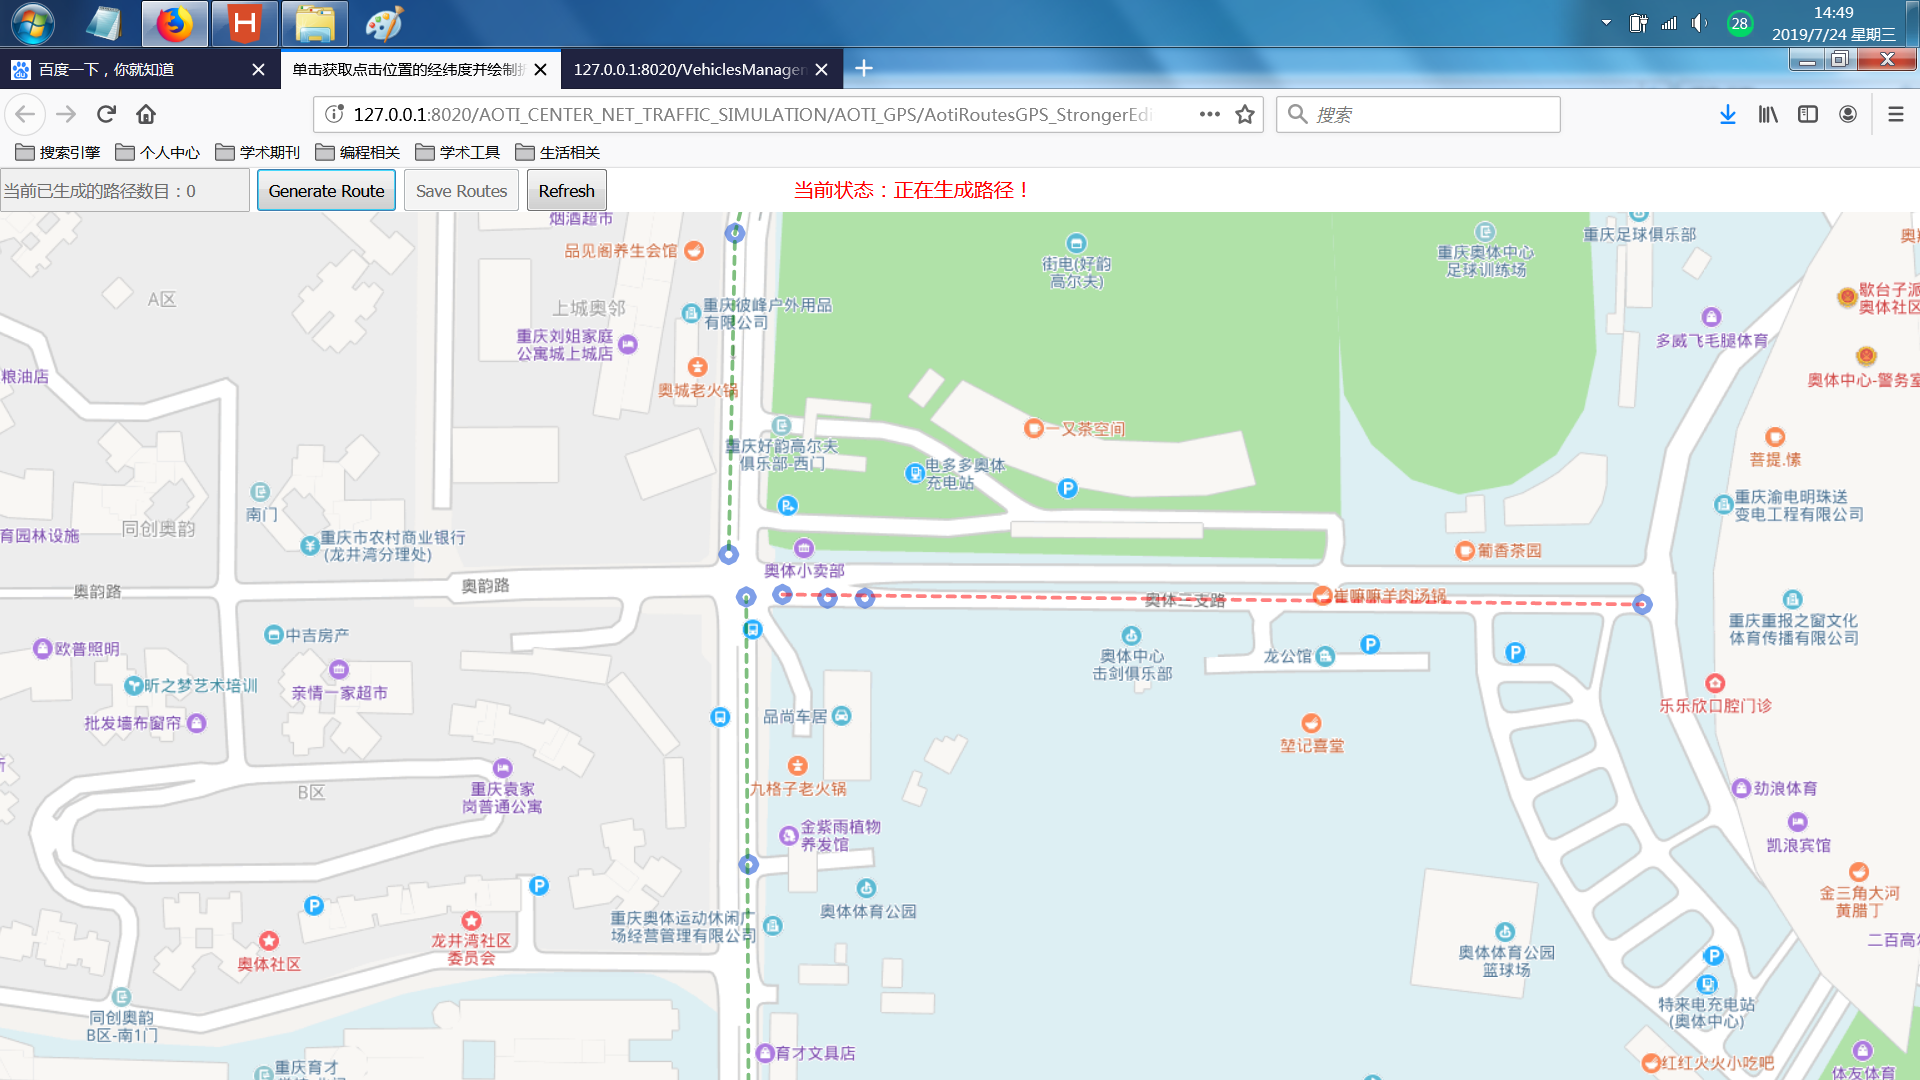 14:49
28
2019/7/24 星期三
百度一下，你就知道
单击获取点击位置的经纬度并绘制折
127.0.0.1:8020/VehiclesManagem
127.0.0.1:8020/AOTI_CENTER_NET_TRAFFIC_SIMULATION/AOTI_GPS/AotiRoutesGPS_StrongerEdi
搜索
搜索引擎
个人中心
学术期刊
编程相关
学术工具
生活相关
当前已生成的路径数目：0
Generate Route
Save Routes
Refresh
当前状态：正在生成路径！
烟酒超市
品见阁养生会馆
街电(好韵
高尔夫)
重庆奥体中心
足球训练场
重庆足球俱乐部
A区
上城奥邻
重庆彼峰户外用品
有限公司
重庆刘姐家庭
公寓城上城店
歇台子派
奥体社区
多威飞毛腿体育
粮油店
奥城老火锅
奥体中心-警务室
重庆好韵高尔夫
俱乐部-西门
一又茶空间
电多多奥体
充电站
菩提.愫
南门
同创奥韵
育园林设施
重庆市农村商业银行
(龙井湾分理处)
重庆渝电明珠送
变电工程有限公司
奥体小卖部
葡香茶园
奥韵路
奥韵路
奥体二支路
崔嘛嘛羊肉汤锅
中吉房产
欧普照明
重庆重报之窗文化
体育传播有限公司
奥体中心
击剑俱乐部
龙公馆
昕之梦艺术培训
亲情一家超市
批发墙布窗帘
品尚车居
乐乐欣口腔门诊
堃记喜堂
B区
重庆袁家
岗普通公寓
九格子老火锅
劲浪体育
金紫雨植物
养发馆
凯浪宾馆
奥体体育公园
金三角大河
黄腊丁
重庆奥体运动休闲广
场经营管理有限公司
龙井湾社区
委员会
奥体社区
奥体体育公园
篮球场
二百高尔
同创奥韵
B区-南1门
特来电充电站
(奥体中心)
育才文具店
重庆育才
红红火火小吃吧
体友体育